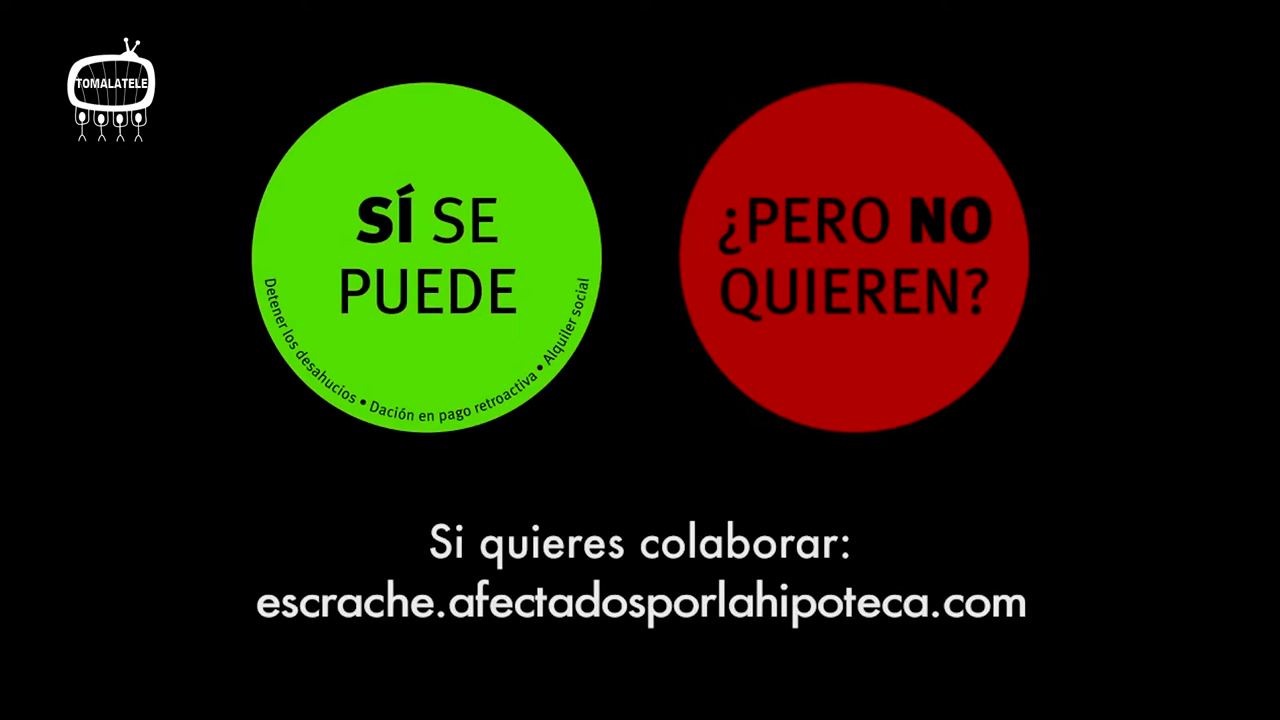 TOMALATELE
SÍ SE
PUEDE
Detener los desahucios • Dación en pago retroactiva • Alquiler social
¿PERO NO
QUIEREN?
Si quieres colaborar:
escrache.afectadosporlahipoteca.com